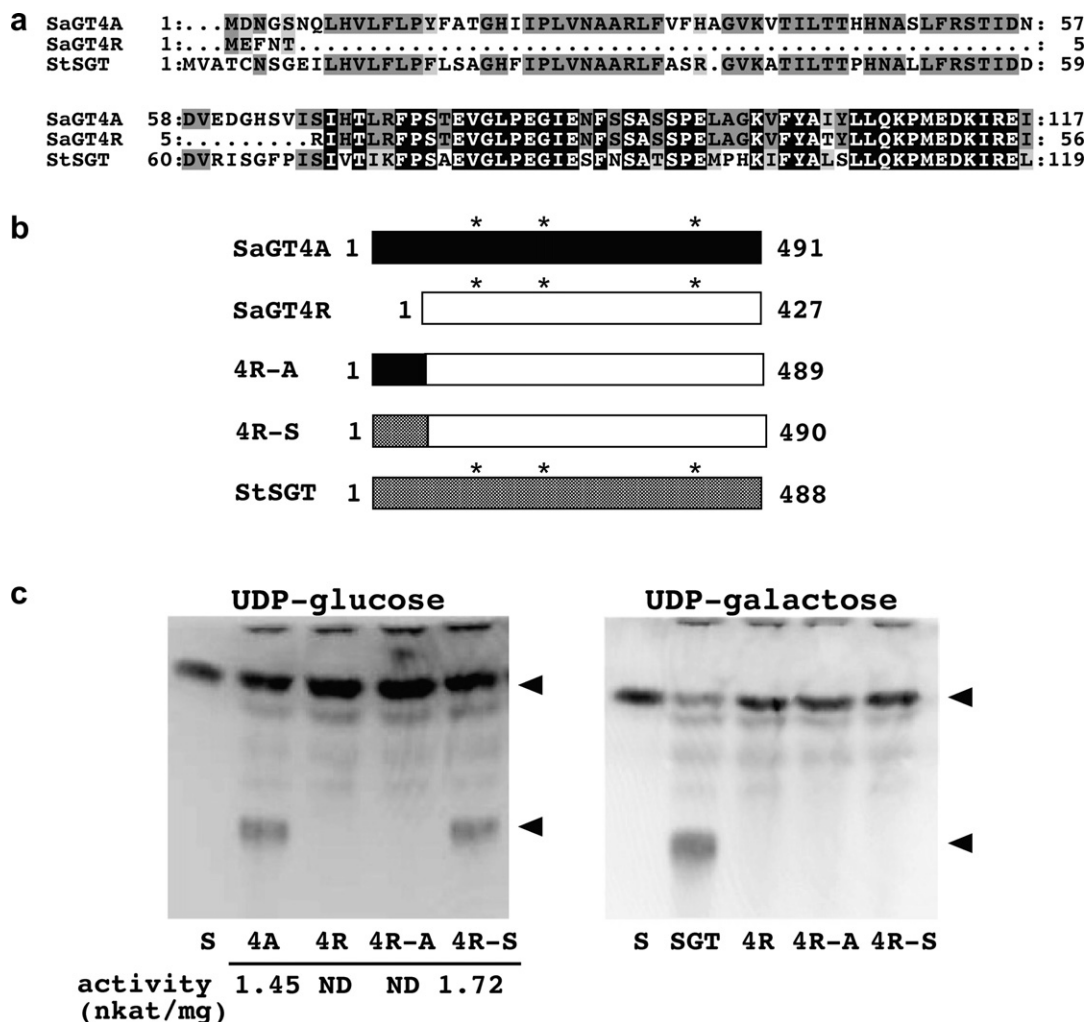 a
SaGT4A 1:...MDNGSNQLHVLFLPYFATGHIIPLVNAARLFVFHAGVKVTILTTHHNASLFRSTIDN: 57
SaGT4R 1:...MEFNT................................................... 5
StSGT 1:MVATCNSGEILHVLFLPFLSAGHFIPLVNAARLFASR.GVKATILTTPHNALLFRSTIDD: 59
SaGT4A 58:DVEDGHSVISIHTLRFPSTEVGLPEGIENFSSASSPELAGKVFYAIYLLQKPMEDKIREI:117
SaGT4R 5:.........RIHTLRFPSTEVGLPEGIENFSSASSPELAGKVFYATYLLQKPMEDKIREI: 56
StSGT 60:DVRISGFPISIVTIKFPSAEVGLPEGIESFNSATSPEMPHKIFYALSLLQKPMEDKIREL:119
b
* * *
SaGT4A 1 491
* * *
SaGT4R 1 427
4R-A 1 489
4R-S 1 490
* * *
StSGT 1 488
c
UDP-glucose UDP-galactose
S 4A 4R 4R-A 4R-S S SGT 4R 4R-A 4R-S
activity 1.45 ND ND 1.72
(nkat/mg)